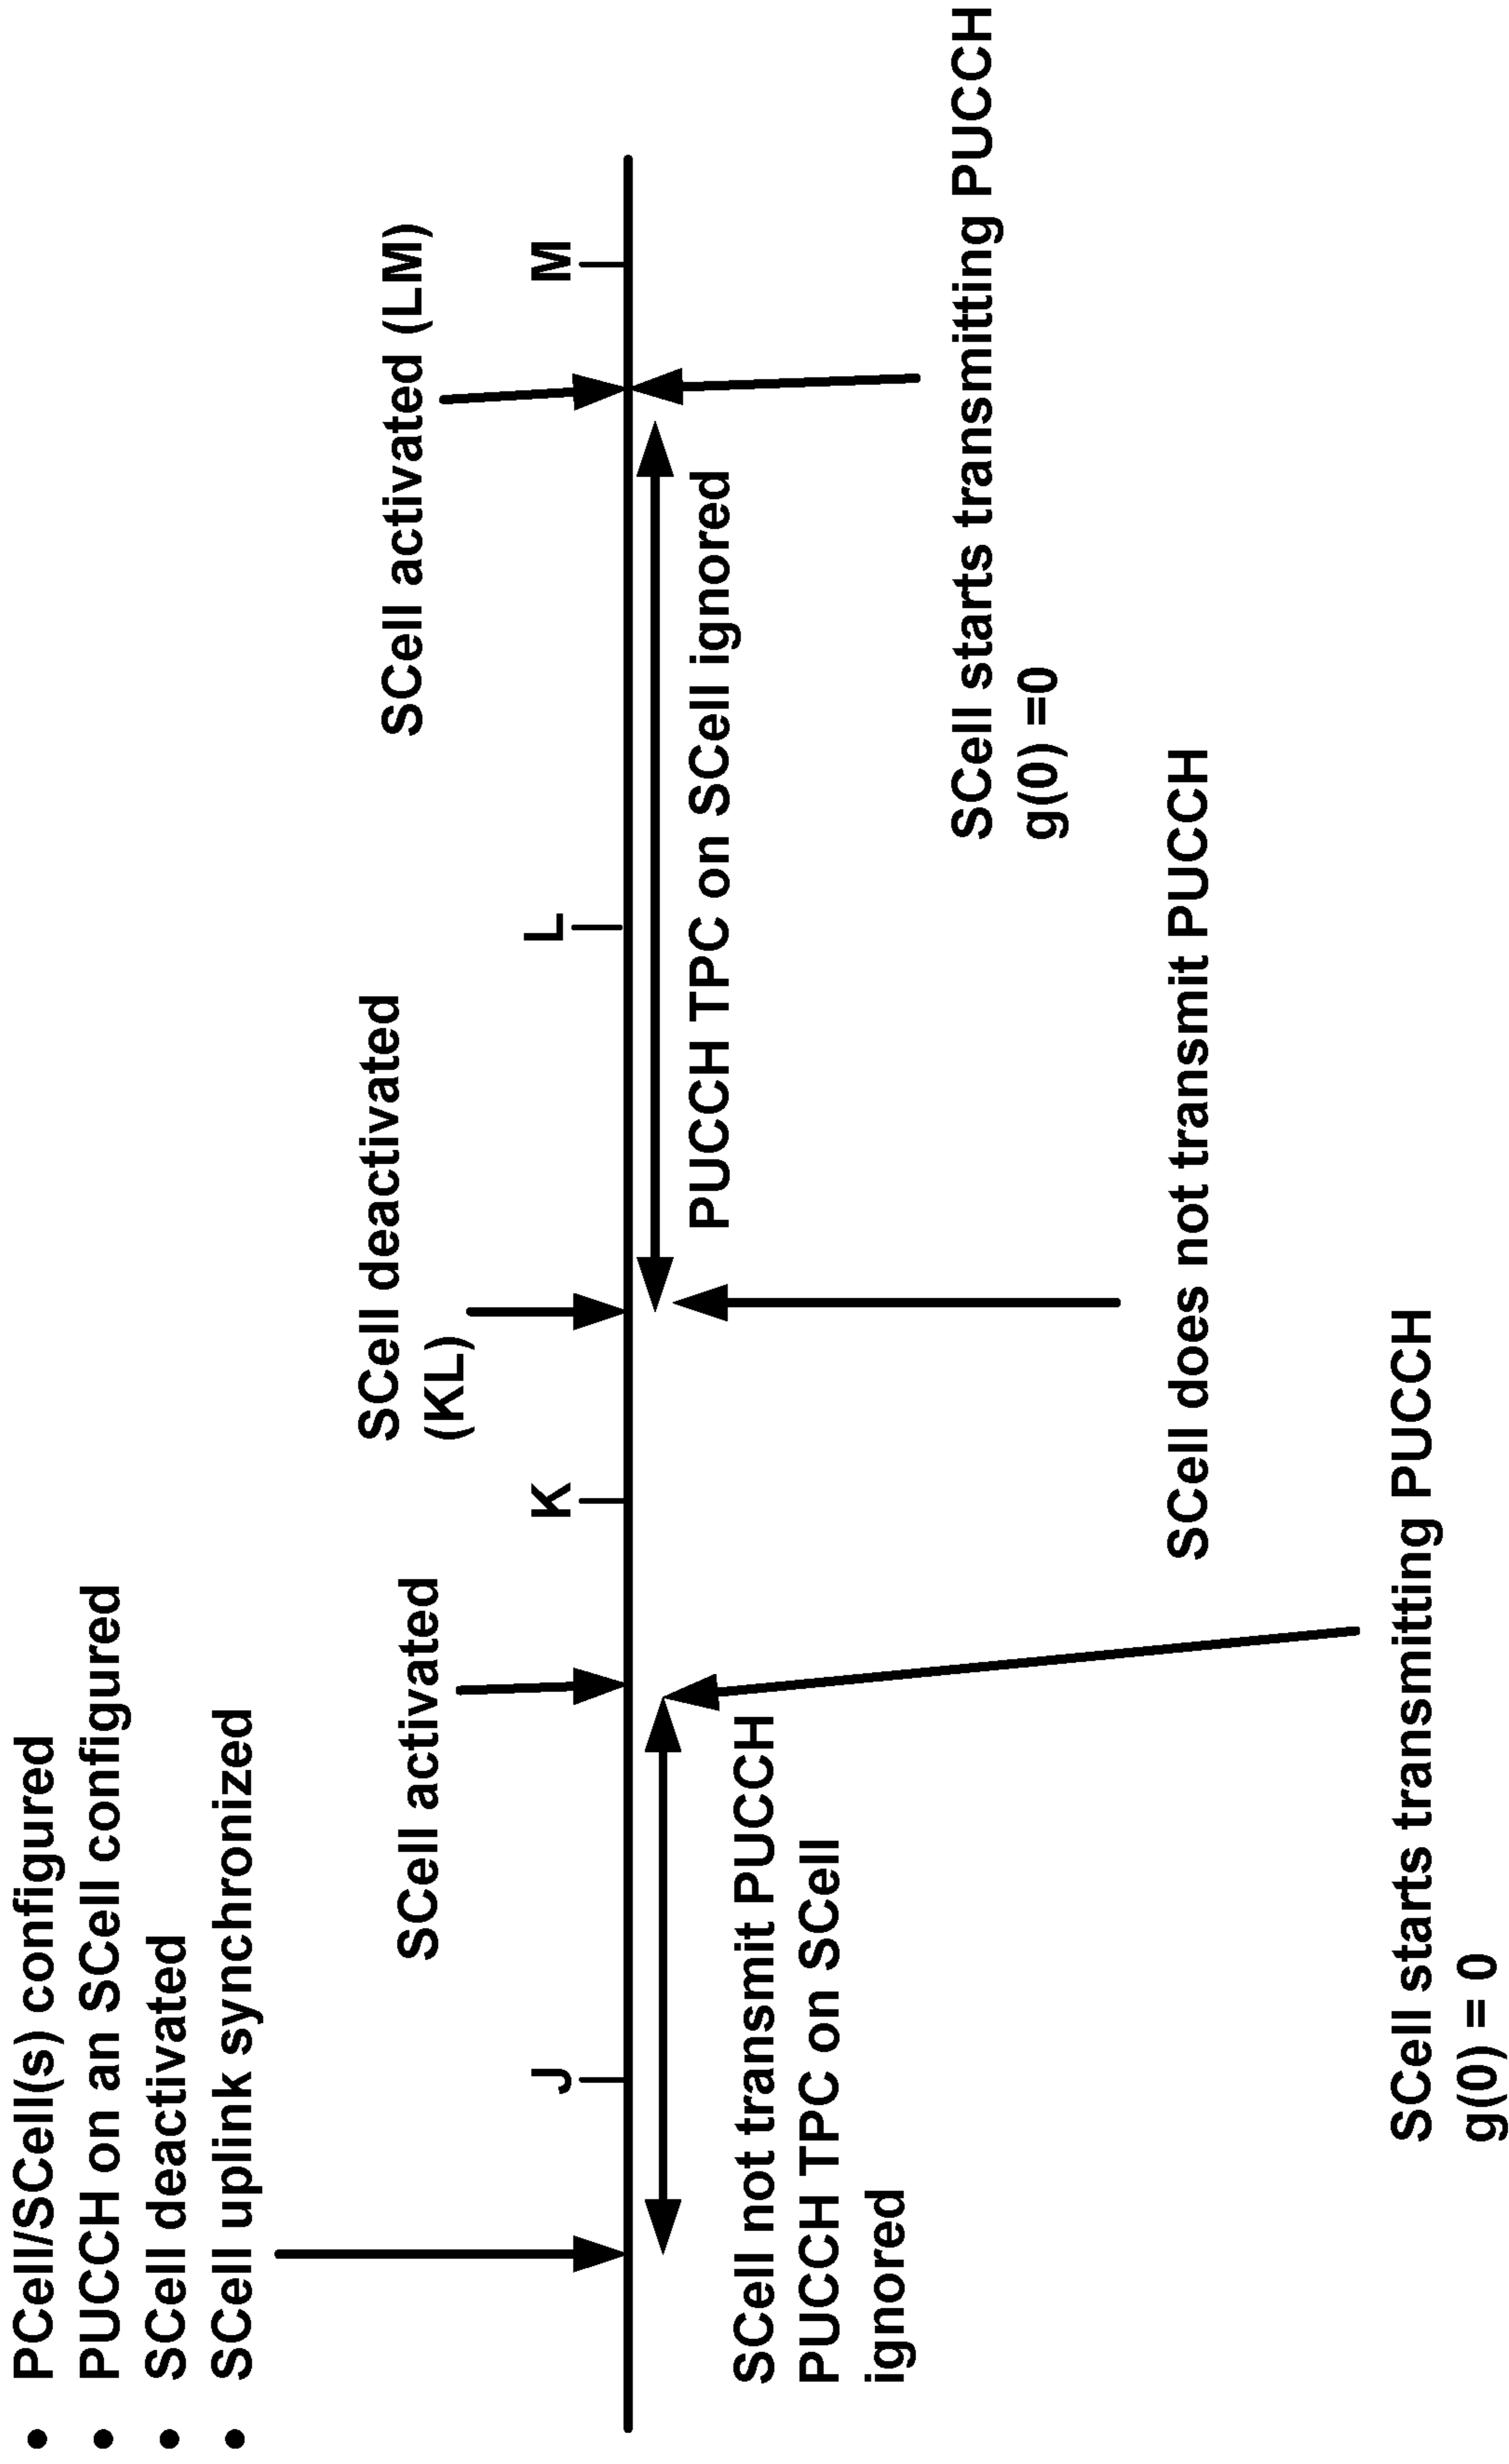 • PCell/SCell(s) configured
• PUCCH on an SCell configured
• SCell deactivated
• SCell uplink synchronized
SCell activated
SCell deactivated
(KL)
SCell activated (LM)
J
K
L
M
SCell not transmit PUCCH
PUCCH TPC on SCell
ignored
PUCCH TPC on SCell ignored
SCell starts transmitting PUCCH
g(0) =0
SCell does not transmit PUCCH
SCell starts transmitting PUCCH
g(0) = 0